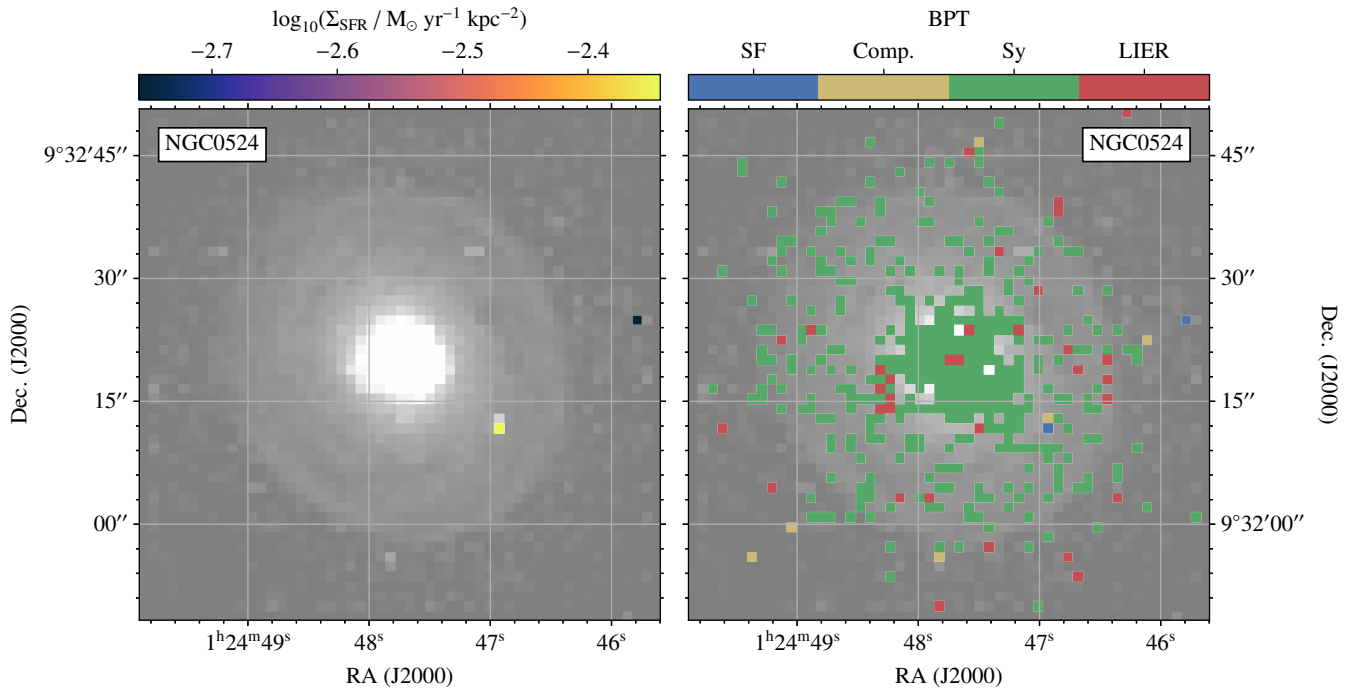 log₁₀(Σ_SFR / M_⊙ yr⁻¹ kpc⁻²)
−2.7 −2.6 −2.5 −2.4
BPT
SF Comp. Sy LIER
NGC0524
NGC0524
9°32′45″
30″
15″
00″
Dec. (J2000)
45″
30″
15″
9°32′00″
Dec. (J2000)
1ʰ24ᵐ49ˢ 48ˢ 47ˢ 46ˢ
RA (J2000)
1ʰ24ᵐ49ˢ 48ˢ 47ˢ 46ˢ
RA (J2000)